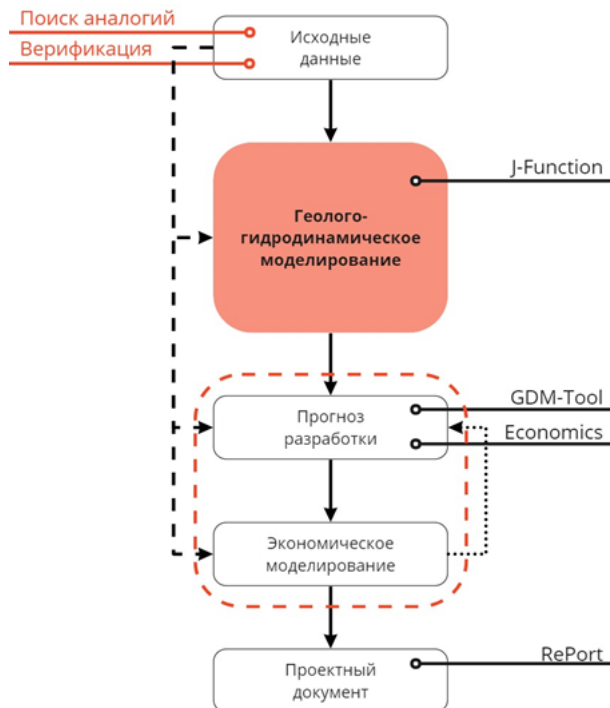 Поиск аналогий
Верификация
Исходные
данные
J-Function
Геолого-
гидродинамическое
моделирование
GDM-Tool
Прогноз
разработки
Economics
Экономическое
моделирование
RePort
Проектный
документ